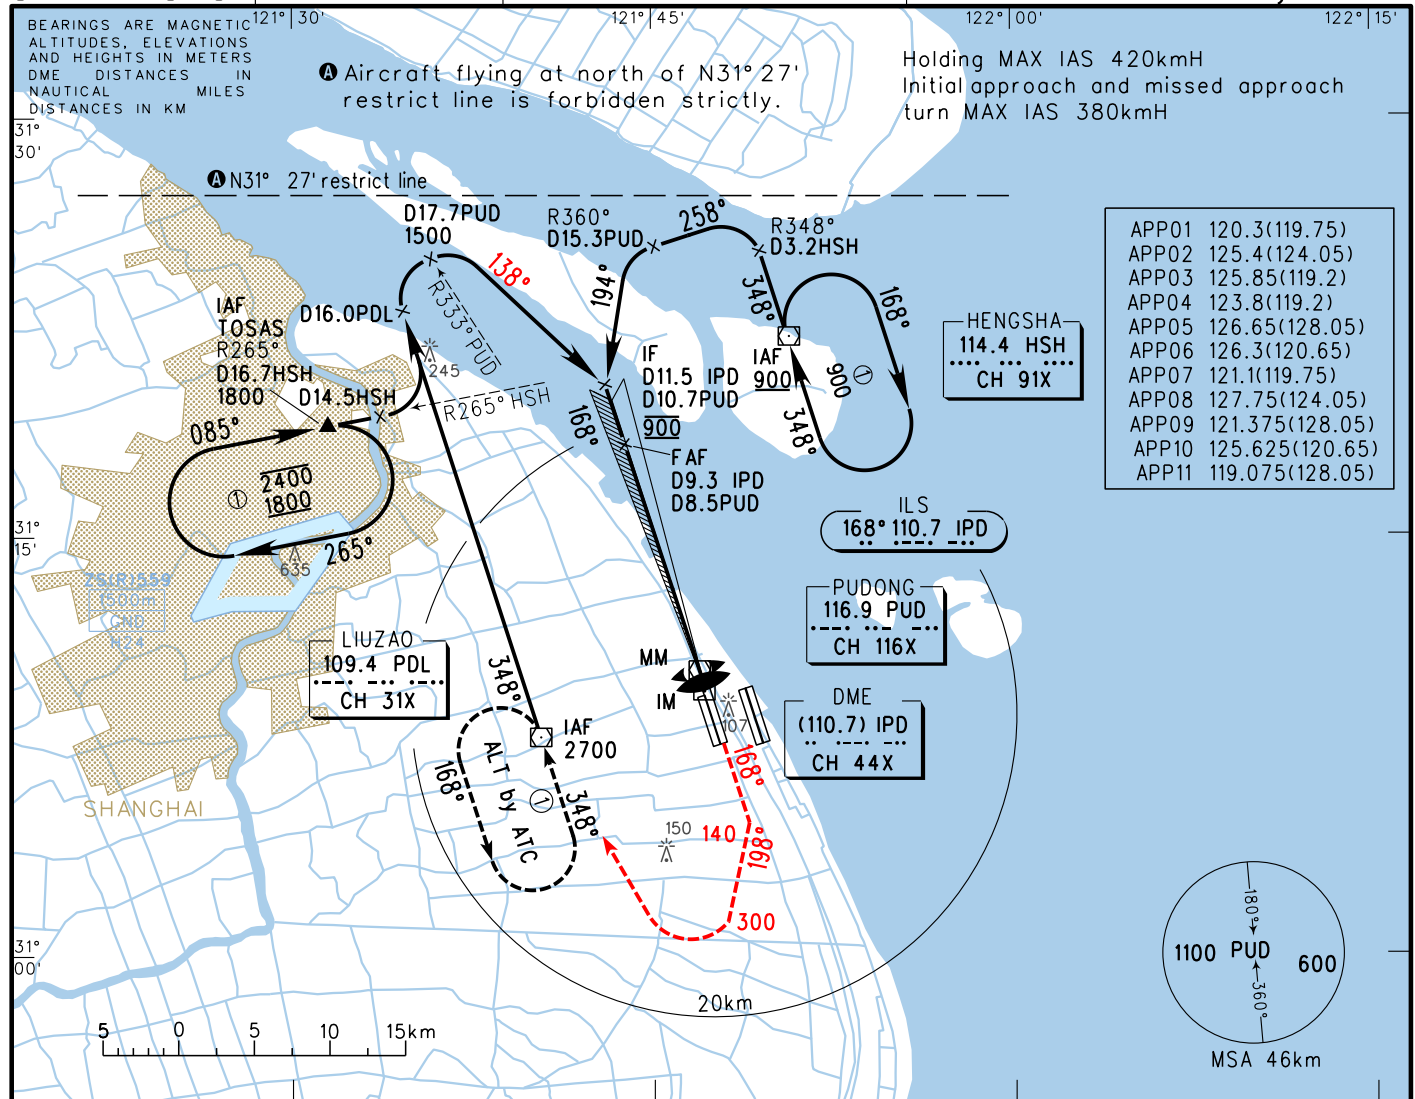 121°30'
121°45'
122°00'
122°15'
BEARINGS ARE MAGNETIC
ALTITUDES, ELEVATIONS
AND HEIGHTS IN METERS
DME DISTANCES IN
NAUTICAL MILES
DISTANCES IN KM
A Aircraft flying at north of N31°27'
restrict line is forbidden strictly.
Holding MAX IAS 420kmH
Initial approach and missed approach
turn MAX IAS 380kmH
31°
30'
A N31° 27' restrict line
D17.7PUD
1500
R360°
D15.3PUD
258°
R348°
D3.2HSH
APP01 120.3(119.75)
APP02 125.4(124.05)
APP03 125.85(119.2)
APP04 123.8(119.2)
APP05 126.65(128.05)
APP06 126.3(120.65)
APP07 121.1(119.75)
APP08 127.75(124.05)
APP09 121.375(128.05)
APP10 125.625(120.65)
APP11 119.075(128.05)
138°
194°
348°
168°
R333° PUD
IAF
TOSAS
R265°
D16.7HSH
1800
D16.0PDL
D14.5HSH
245
R265° HSH
IF
D11.5 IPD
D10.7PUD
900
IAF
900
900
1
348°
HENGSHA
114.4 HSH
CH 91X
085°
2400
1800
1
265°
168°
FAF
D9.3 IPD
D8.5PUD
31°
15'
635
ILS
168° 110.7 IPD
ZS(R)559
1500m
GND
H24
PUDONG
116.9 PUD
CH 116X
LIUZAO
109.4 PDL
CH 31X
MM
IM
107
DME
(110.7) IPD
CH 44X
348°
IAF
2700
168°
ALT by ATC
1
348°
168°
SHANGHAI
150
140
198°
300
31°
00'
20km
5 0 5 10 15km
180°
1100 PUD 600
360°
MSA 46km